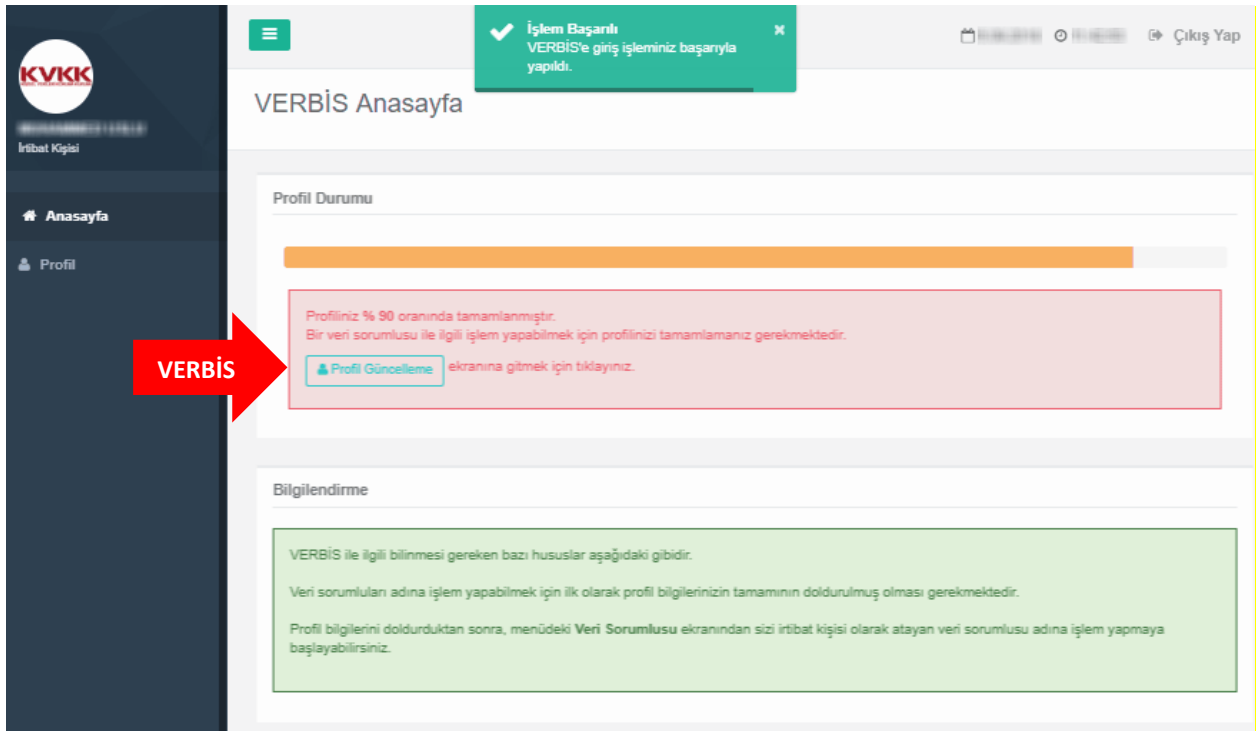 İşlem Başarılı
VERBİS'e giriş işleminiz başarıyla
yapıldı.
Çıkış Yap
KVKK
İrtibat Kişisi
VERBİS Anasayfa
Anasayfa
Profil
Profil Durumu
Profiliniz % 90 oranında tamamlanmıştır.
Bir veri sorumlusu ile ilgili işlem yapabilmek için profilinizi tamamlamanız gerekmektedir.
VERBİS
Profil Güncelleme ekranına gitmek için tıklayınız.
Bilgilendirme
VERBİS ile ilgili bilinmesi gereken bazı hususlar aşağıdaki gibidir.
Veri sorumluları adına işlem yapabilmek için ilk olarak profil bilgilerinizin tamamının doldurulmuş olması gerekmektedir.
Profil bilgilerini doldurduktan sonra, menüdeki Veri Sorumlusu ekranından sizi irtibat kişisi olarak atayan veri sorumlusu adına işlem yapmaya
başlayabilirsiniz.